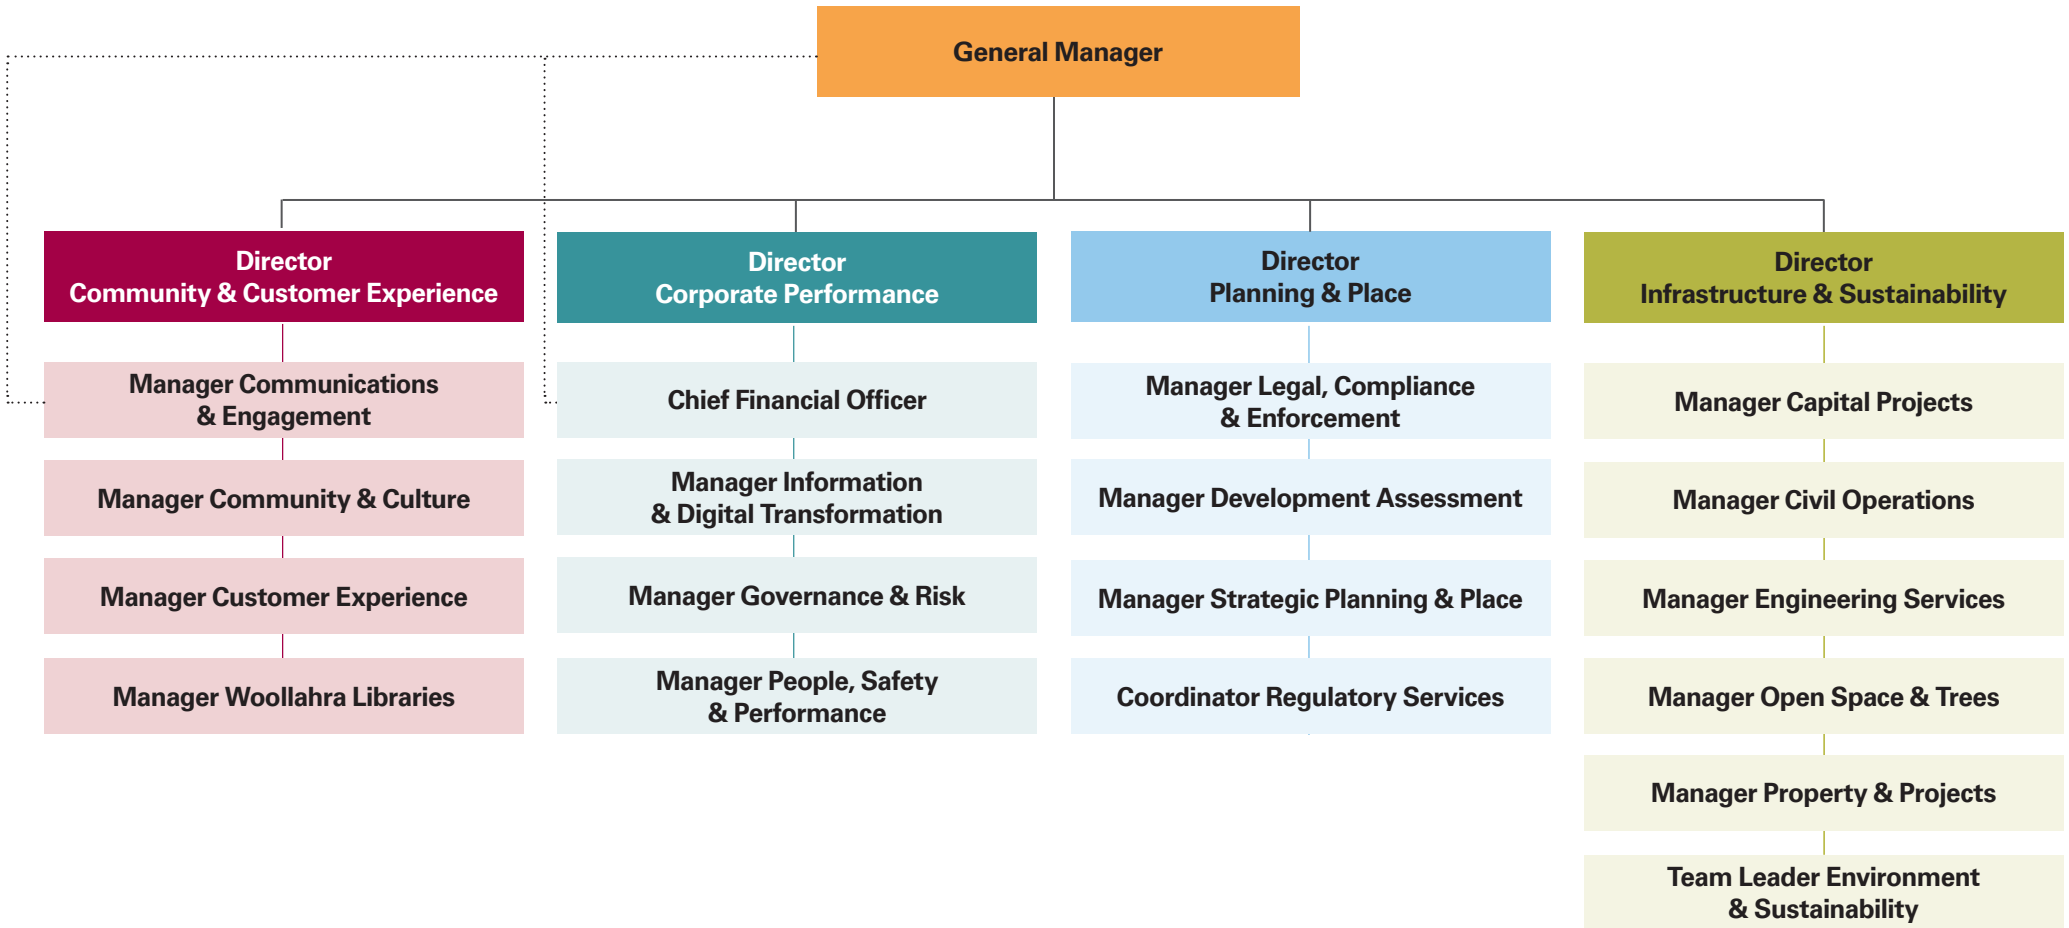 General Manager
Director
Community & Customer Experience
Manager Communications
& Engagement
Manager Community & Culture
Manager Customer Experience
Manager Woollahra Libraries
Director
Corporate Performance
Chief Financial Officer
Manager Information
& Digital Transformation
Manager Governance & Risk
Manager People, Safety
& Performance
Director
Planning & Place
Manager Legal, Compliance
& Enforcement
Manager Development Assessment
Manager Strategic Planning & Place
Coordinator Regulatory Services
Director
Infrastructure & Sustainability
Manager Capital Projects
Manager Civil Operations
Manager Engineering Services
Manager Open Space & Trees
Manager Property & Projects
Team Leader Environment
& Sustainability